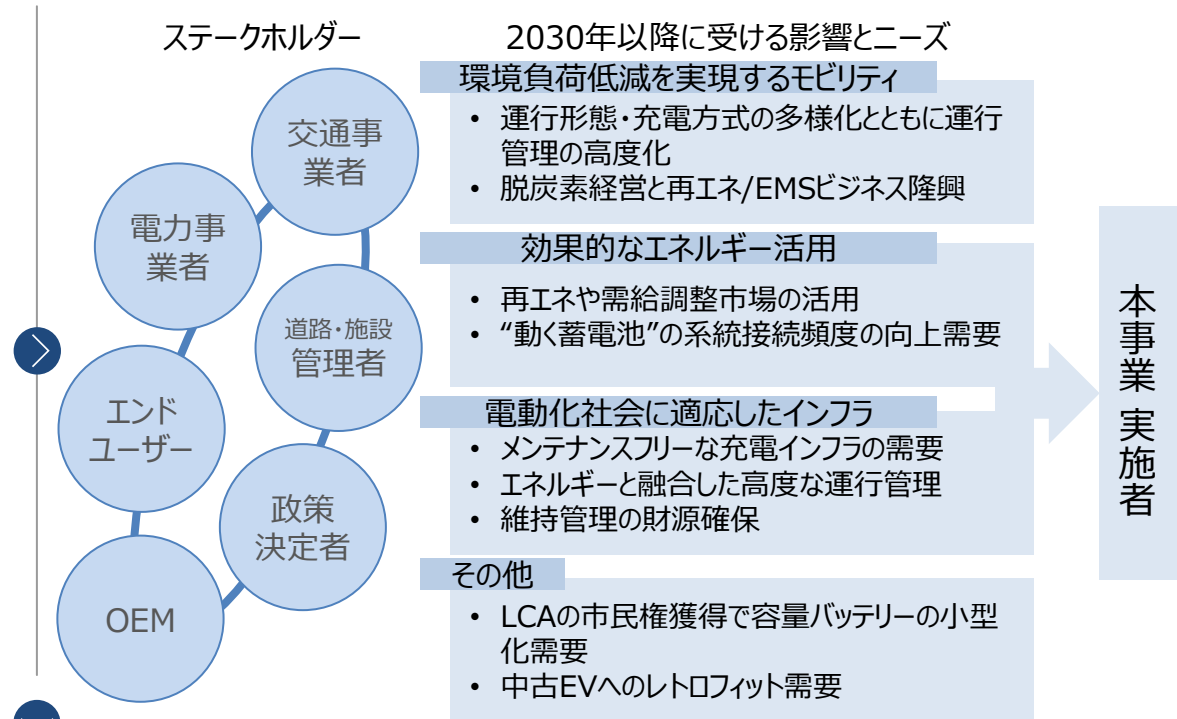 ステークホルダー
2030年以降に受ける影響とニーズ
交通事
業者
電力事
業者
道路・施設
管理者
エンド
ユーザー
政策
決定者
OEM
環境負荷低減を実現するモビリティ
• 運行形態・充電方式の多様化とともに運行
管理の高度化
• 脱炭素経営と再エネ/EMSビジネス隆興
効果的なエネルギー活用
• 再エネや需給調整市場の活用
• “動く蓄電池”の系統接続頻度の向上需要
電動化社会に適応したインフラ
• メンテナンスフリーな充電インフラの需要
• エネルギーと融合した高度な運行管理
• 維持管理の財源確保
その他
• LCAの市民権獲得で容量バッテリーの小型
化需要
• 中古EVへのレトロフィット需要
本事業 実施者